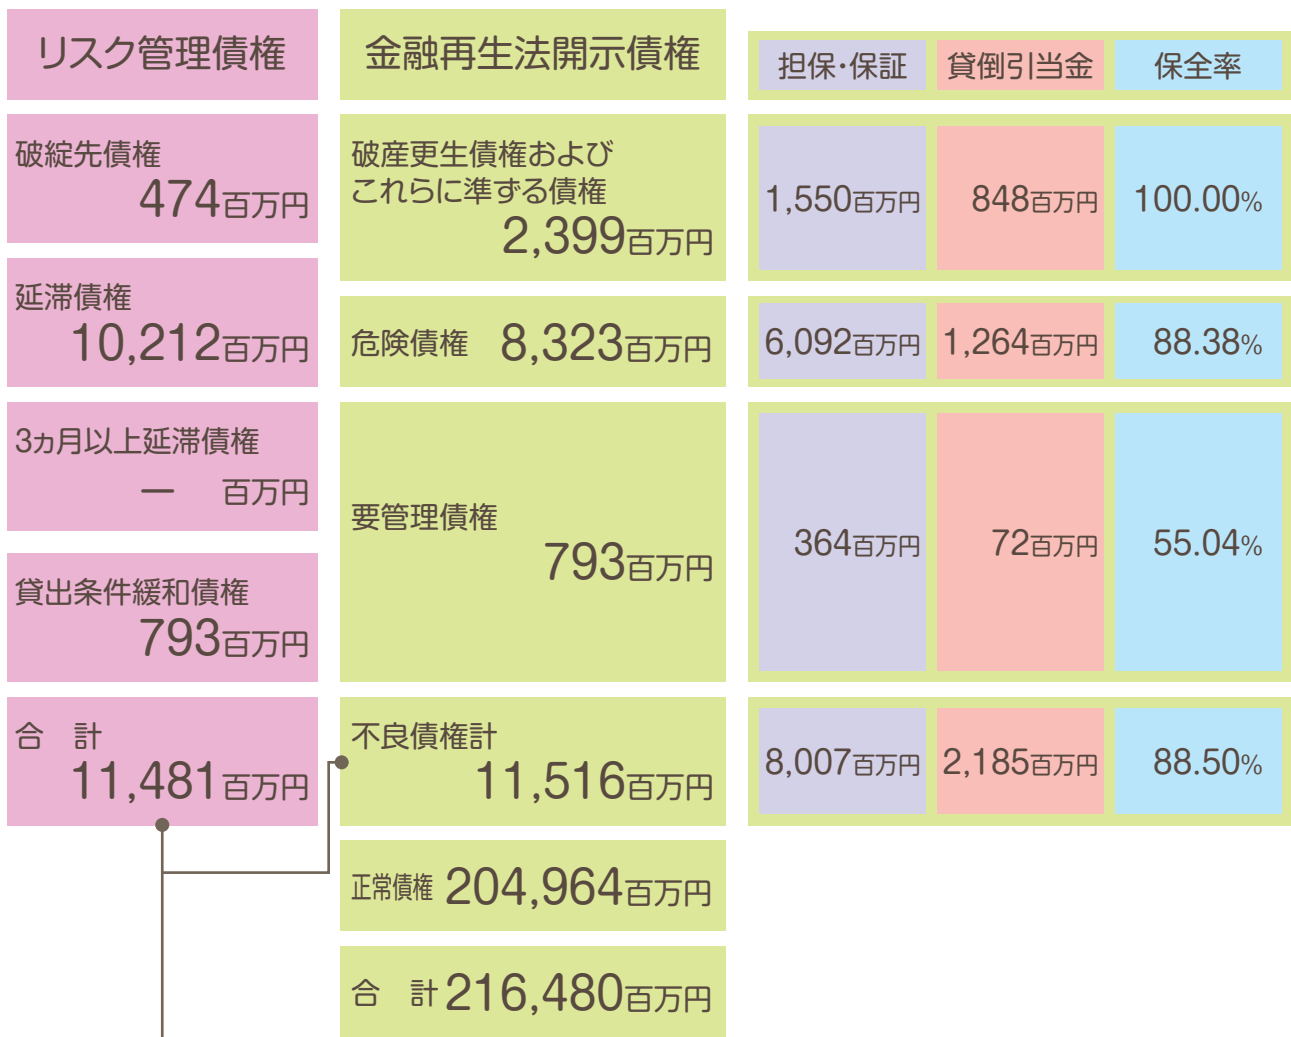 リスク管理債権
金融再生法開示債権
担保・保証
貸倒引当金
保全率
破綻先債権
474百万円
破産更生債権および
これらに準ずる債権
2,399百万円
1,550百万円
848百万円
100.00%
延滞債権
10,212百万円
危険債権 8,323百万円
6,092百万円
1,264百万円
88.38%
3ヵ月以上延滞債権
― 百万円
貸出条件緩和債権
793百万円
要管理債権
793百万円
364百万円
72百万円
55.04%
合 計
11,481百万円
不良債権計
11,516百万円
8,007百万円
2,185百万円
88.50%
正常債権 204,964百万円
合 計 216,480百万円